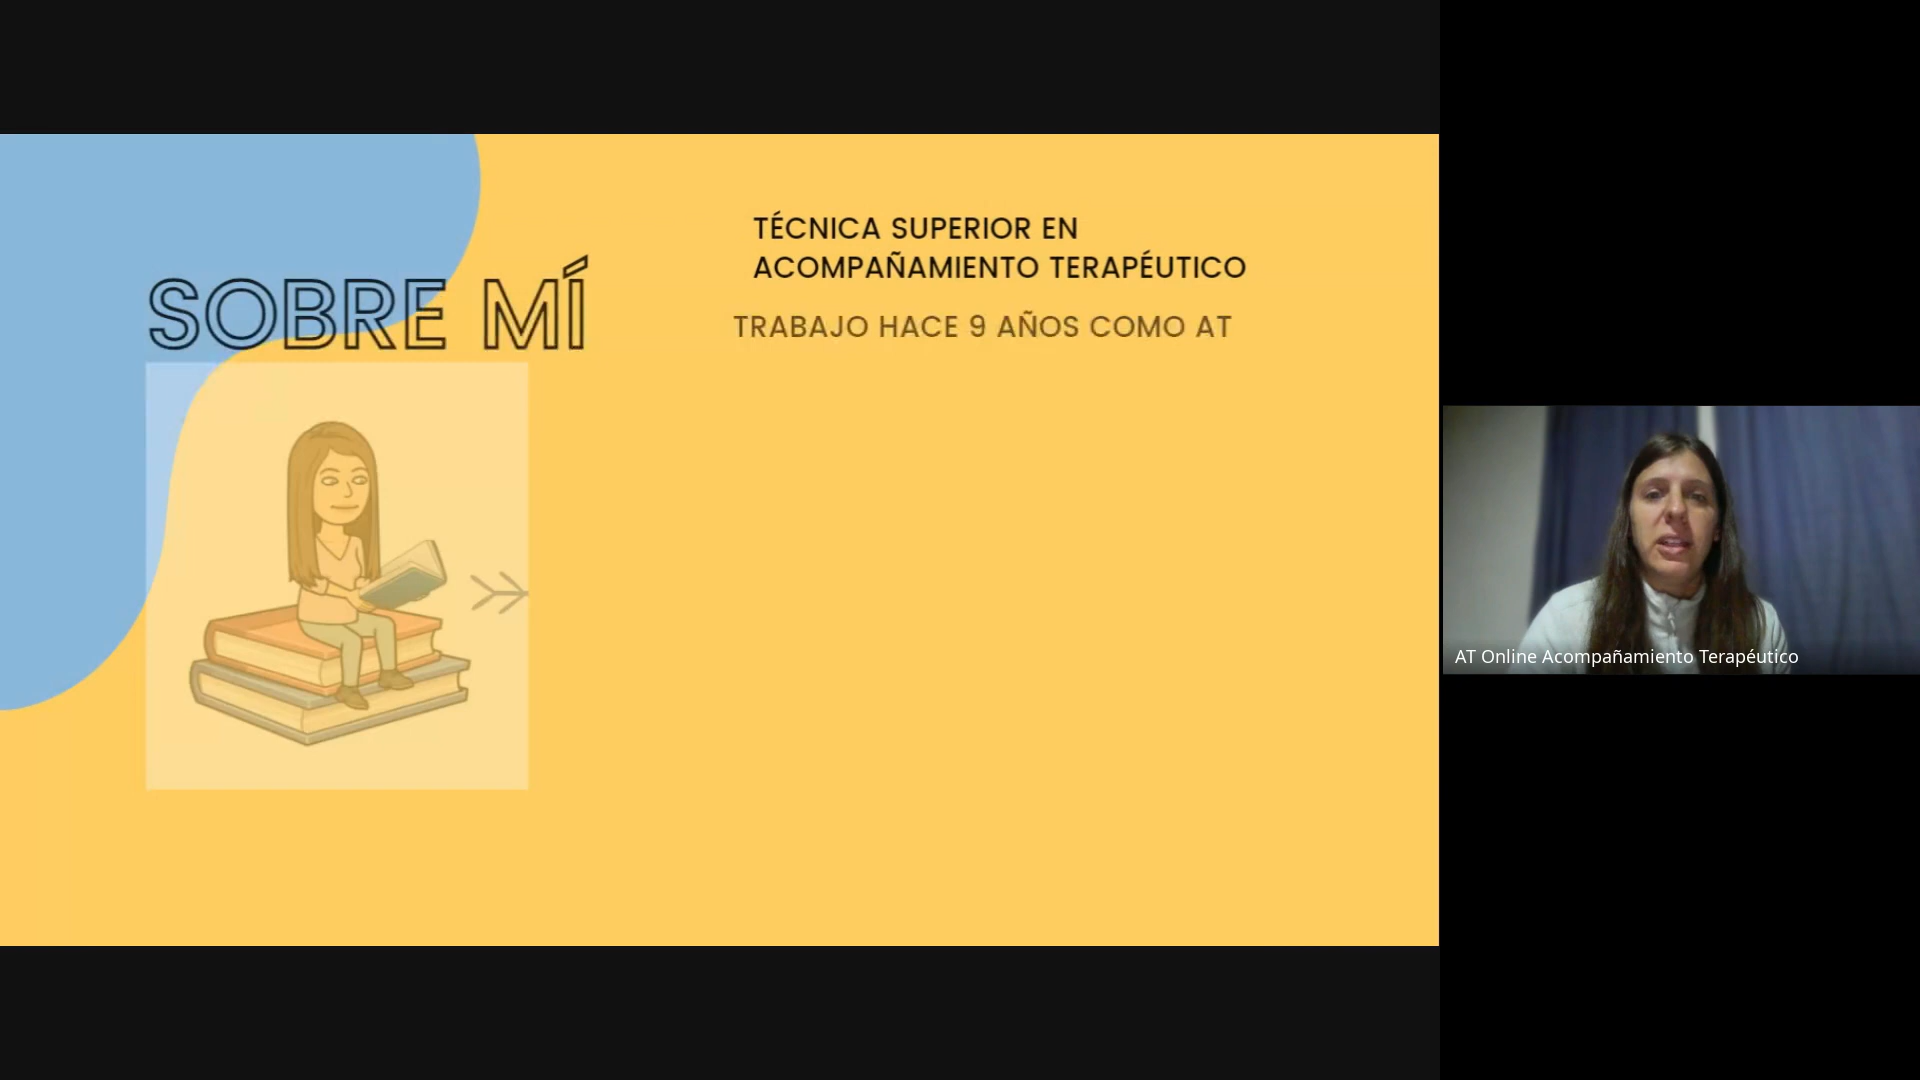 SOBRE MÍ
TÉCNICA SUPERIOR EN
ACOMPAÑAMIENTO TERAPÉUTICO
TRABAJO HACE 9 AÑOS COMO AT
AT Online Acompañamiento Terapéutico